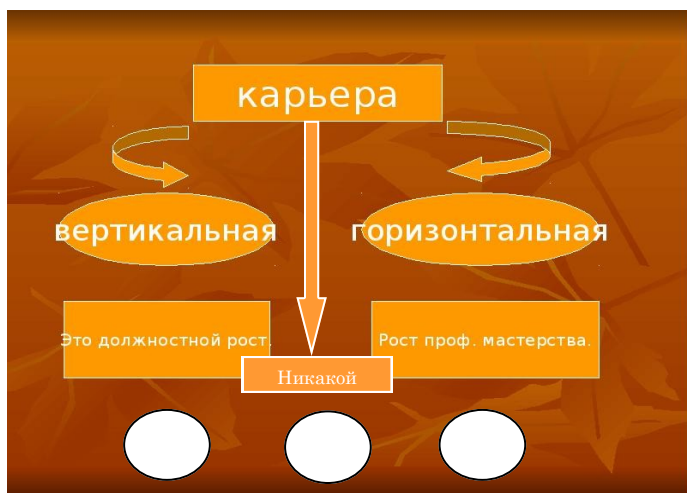 карьера
вертикальная
горизонтальная
Это должностной рост.
Рост проф. мастерства.
Никакой